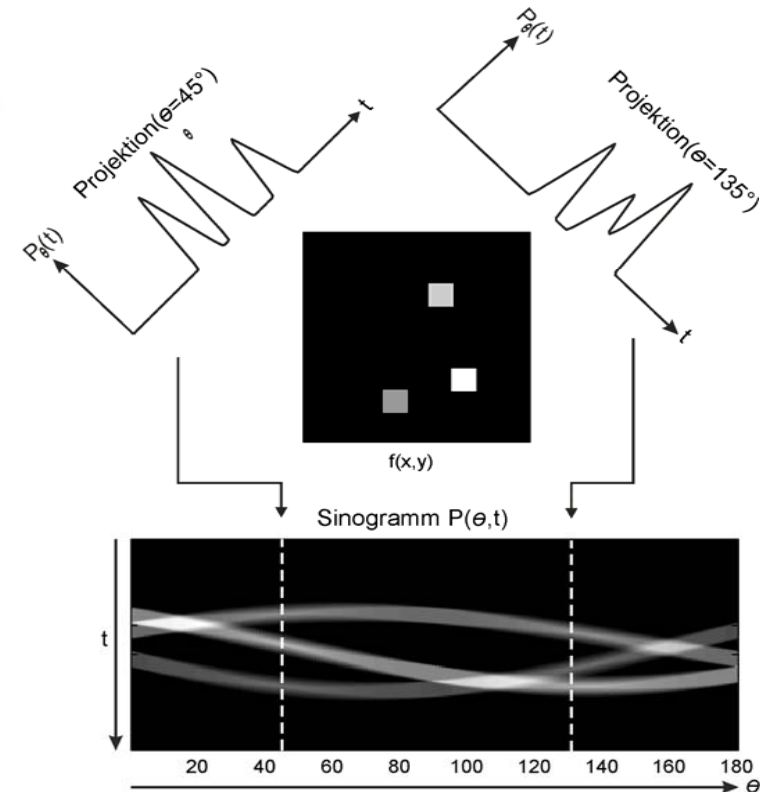 Pθ(t)
Projektion(θ=45°)
θ
t
Pθ(t)
Projektion(θ=135°)
t
f(x,y)
Sinogramm P(θ,t)
t
20 40 60 80 100 120 140 160 180
θ